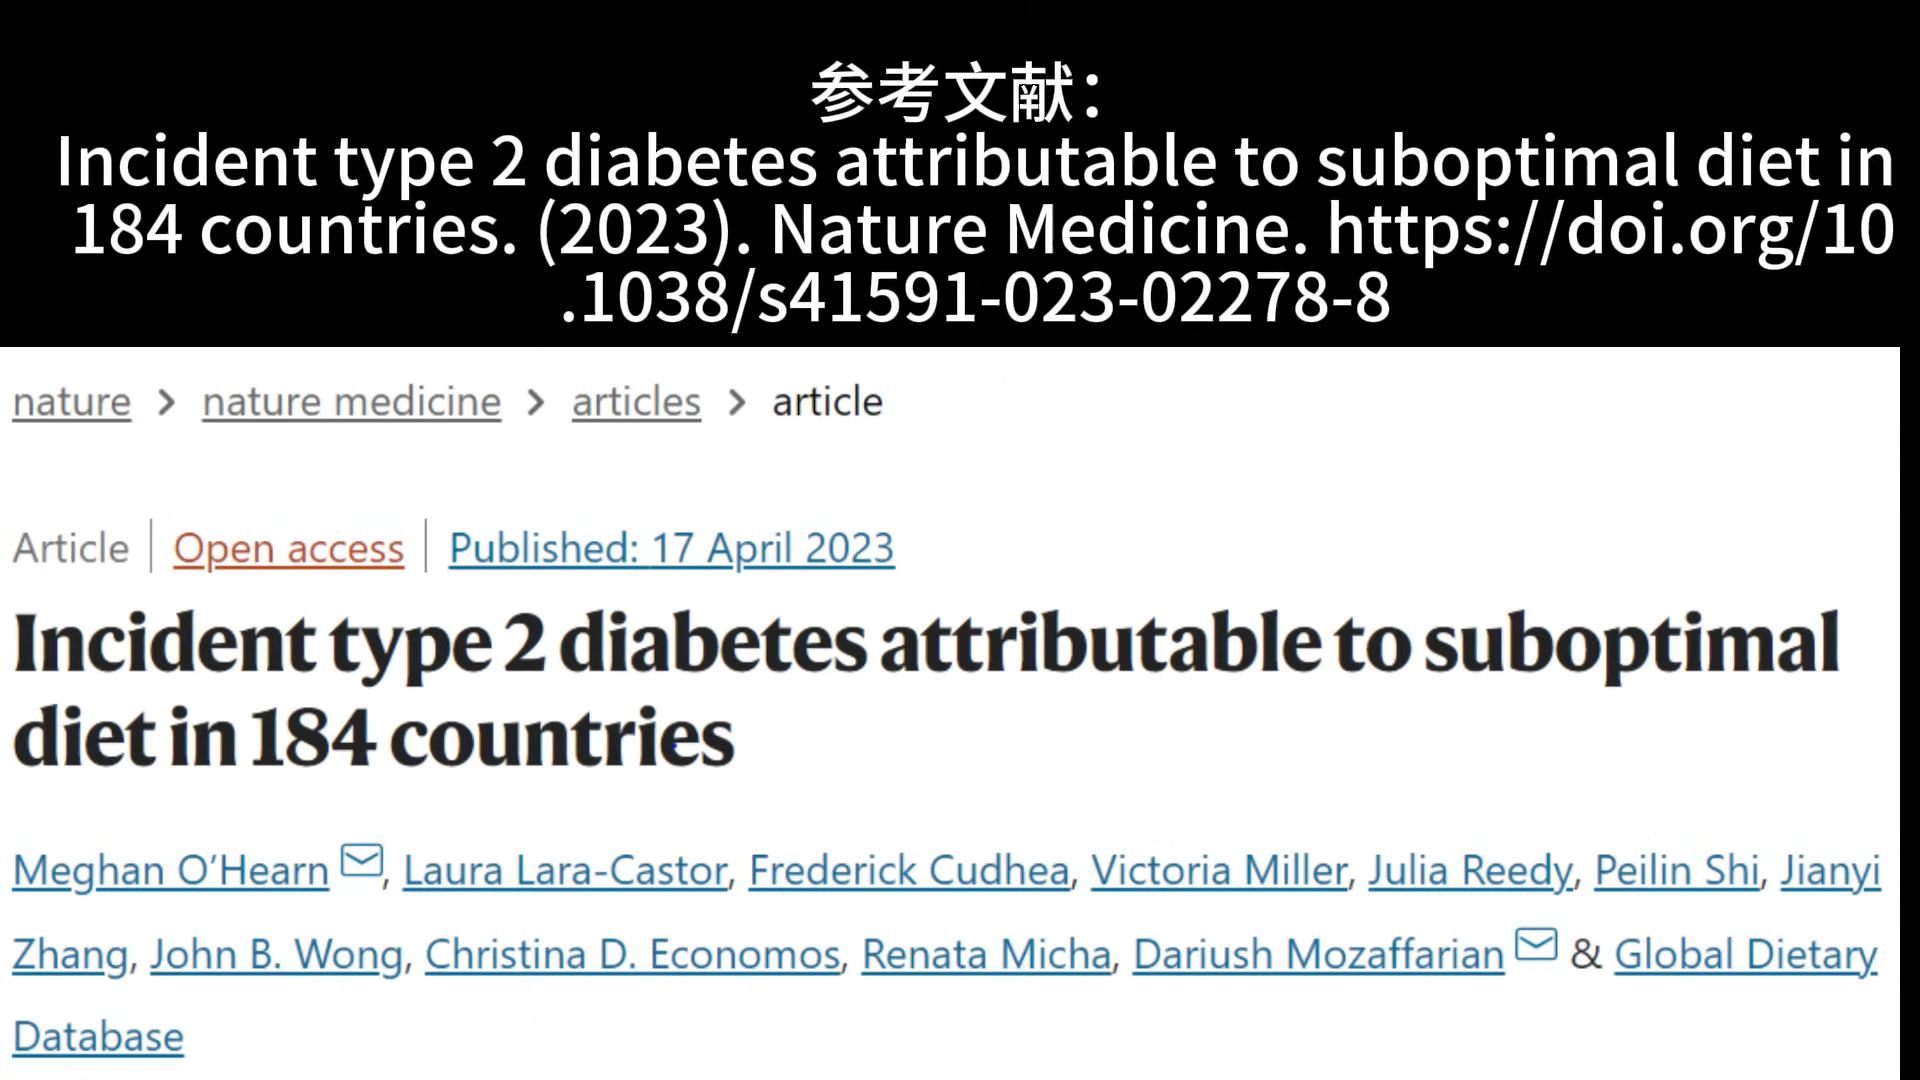 参考文献：
Incident type 2 diabetes attributable to suboptimal diet in
184 countries. (2023). Nature Medicine. https://doi.org/10
.1038/s41591-023-02278-8
nature > nature medicine > articles > article
Article | Open access | Published: 17 April 2023
Incident type 2 diabetes attributable to suboptimal
diet in 184 countries
Meghan O’Hearn, Laura Lara-Castor, Frederick Cudhea, Victoria Miller, Julia Reedy, Peilin Shi, Jianyi
Zhang, John B. Wong, Christina D. Economos, Renata Micha, Dariush Mozaffarian & Global Dietary
Database